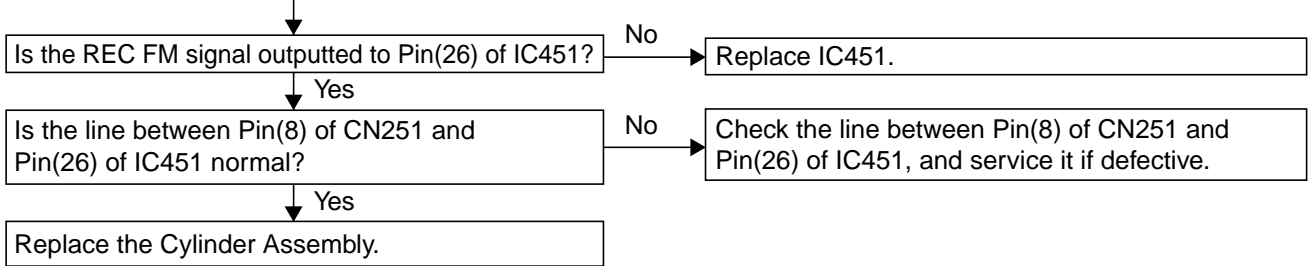 Is the REC FM signal outputted to Pin(26) of IC451?
No
Replace IC451.
Yes
Is the line between Pin(8) of CN251 and
Pin(26) of IC451 normal?
No
Check the line between Pin(8) of CN251 and
Pin(26) of IC451, and service it if defective.
Yes
Replace the Cylinder Assembly.